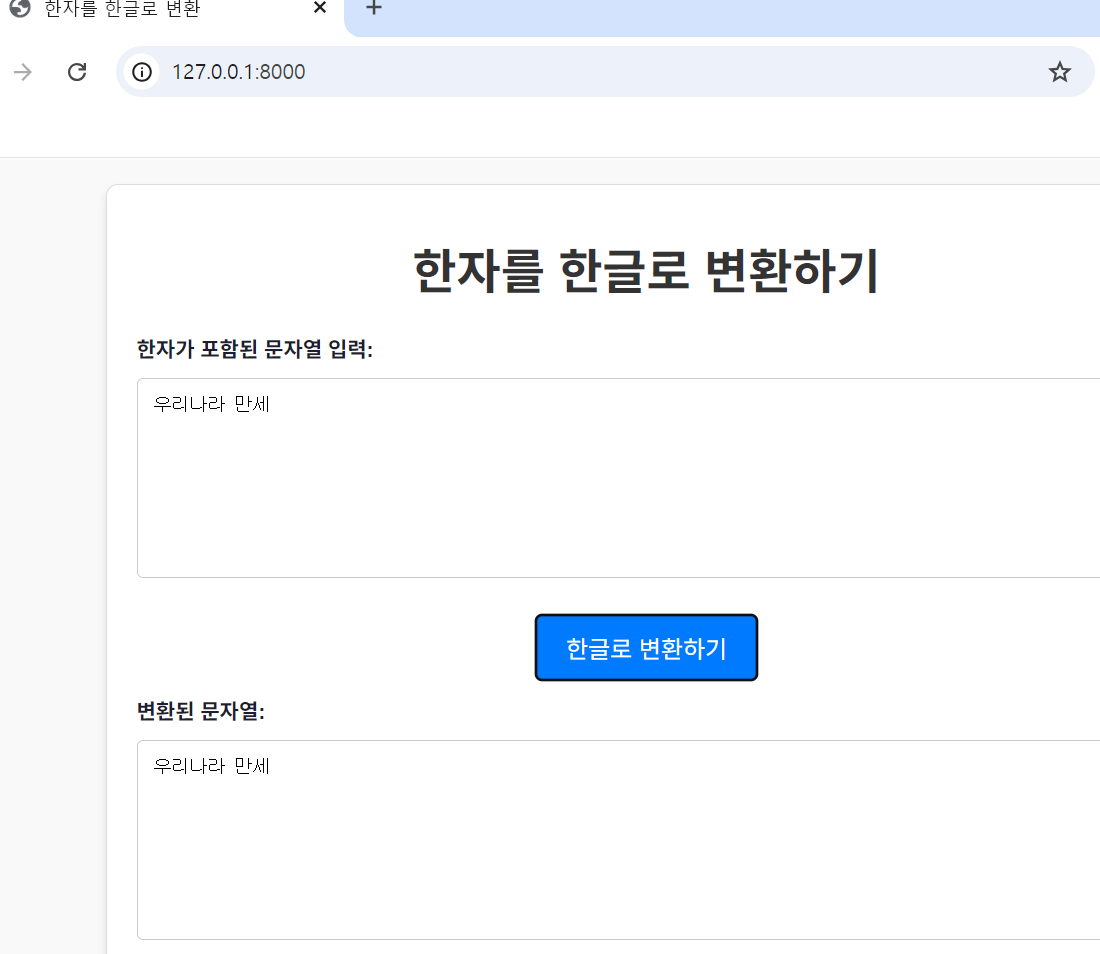 한자를 한글로 변환
127.0.0.1:8000
한자를 한글로 변환하기
한자가 포함된 문자열 입력:
우리나라 만세
한글로 변환하기
변환된 문자열:
우리나라 만세